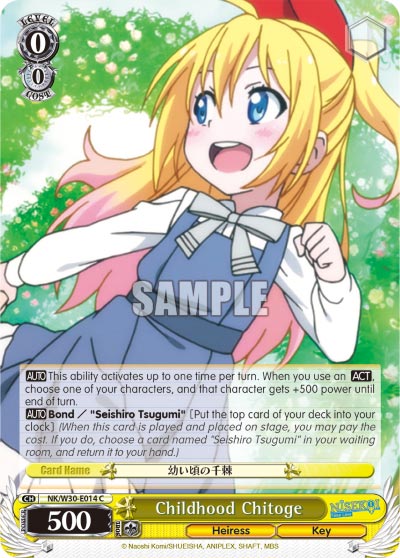 LEVEL
0
0
COST
SAMPLE
AUTO This ability activates up to one time per turn. When you use an ACT,
choose one of your characters, and that character gets +500 power until
end of turn.
AUTO Bond ／ "Seishiro Tsugumi" [Put the top card of your deck into your
clock] (When this card is played and placed on stage, you may pay the
cost. If you do, choose a card named "Seishiro Tsugumi" in your waiting
room, and return it to your hand.)
Card Name 幼い頃の千棘
CH NK/W30-E014 C
POWER 500 SOUL Childhood Chitoge NISEKOI
Heiress Key
© Naoshi Komi/SHUEISHA, ANIPLEX, SHAFT, MBS